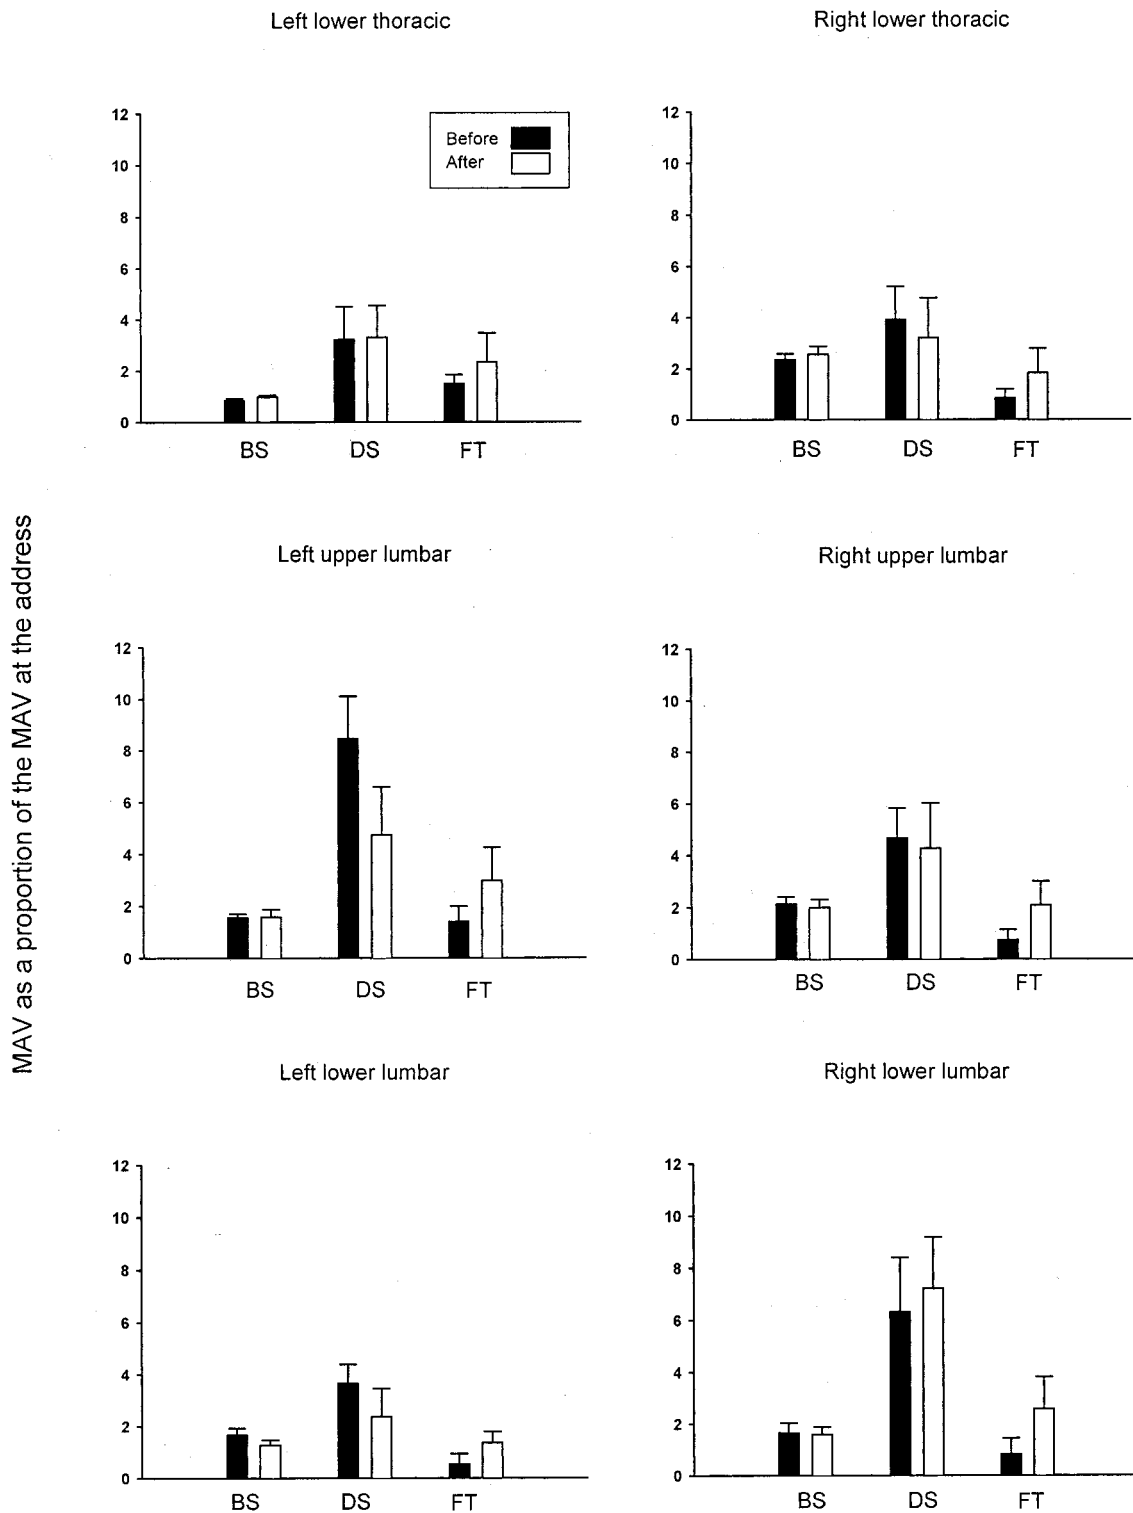 Left lower thoracic
Right lower thoracic
12
10
8
6
4
2
0
Before
After
BS DS FT
12
10
8
6
4
2
0
BS DS FT
MAV as a proportion of the MAV at the address
Left upper lumbar
Right upper lumbar
12
10
8
6
4
2
0
BS DS FT
12
10
8
6
4
2
0
BS DS FT
Left lower lumbar
Right lower lumbar
12
10
8
6
4
2
0
BS DS FT
12
10
8
6
4
2
0
BS DS FT